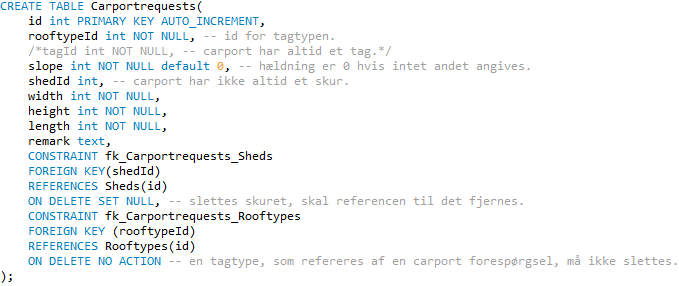 CREATE TABLE Carportrequests(
    id int PRIMARY KEY AUTO_INCREMENT,
    rooftypeId int NOT NULL, -- id for tagtypen.
    /*tagId int NOT NULL, -- carport har altid et tag.*/
    slope int NOT NULL default 0, -- hældning er 0 hvis intet andet angives.
    shedId int, -- carport har ikke altid et skur.
    width int NOT NULL,
    height int NOT NULL,
    length int NOT NULL,
    remark text,
    CONSTRAINT fk_Carportrequests_Sheds
    FOREIGN KEY(shedId)
    REFERENCES Sheds(id)
    ON DELETE SET NULL, -- slettes skuret, skal referencen til det fjernes.
    CONSTRAINT fk_Carportrequests_Rooftypes
    FOREIGN KEY (rooftypeId)
    REFERENCES Rooftypes(id)
    ON DELETE NO ACTION -- en tagtype, som refereres af en carport forespørgsel, må ikke slettes.
);